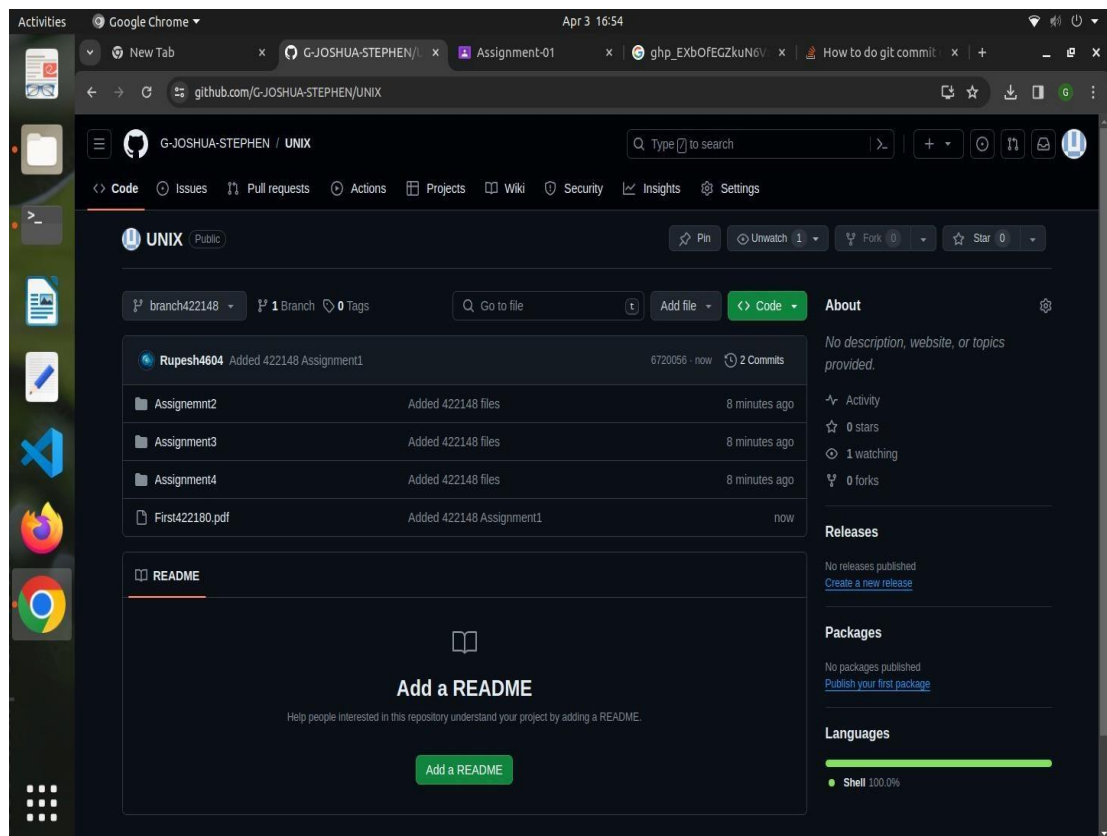 Activities Google Chrome Apr 3 16:54
New Tab G-JOSHUA-STEPHEN/U Assignment-01 ghp_EXbOfEGZkuN6V How to do git commit
github.com/G-JOSHUA-STEPHEN/UNIX G
G-JOSHUA-STEPHEN / UNIX Type / to search
Code Issues Pull requests Actions Projects Wiki Security Insights Settings
UNIX Public Pin Unwatch 1 Fork 0 Star 0
branch422148 1 Branch 0 Tags Go to file t Add file Code About
No description, website, or topics
provided.
Rupesh4604 Added 422148 Assignment1 6720056 · now 2 Commits
Assignemnt2 Added 422148 files 8 minutes ago
Activity
0 stars
Assignment3 Added 422148 files 8 minutes ago
1 watching
Assignment4 Added 422148 files 8 minutes ago
0 forks
First422180.pdf Added 422148 Assignment1 now
Releases
No releases published
Create a new release
README
Packages
No packages published
Publish your first package
Add a README
Help people interested in this repository understand your project by adding a README.
Languages
Add a README
Shell 100.0%